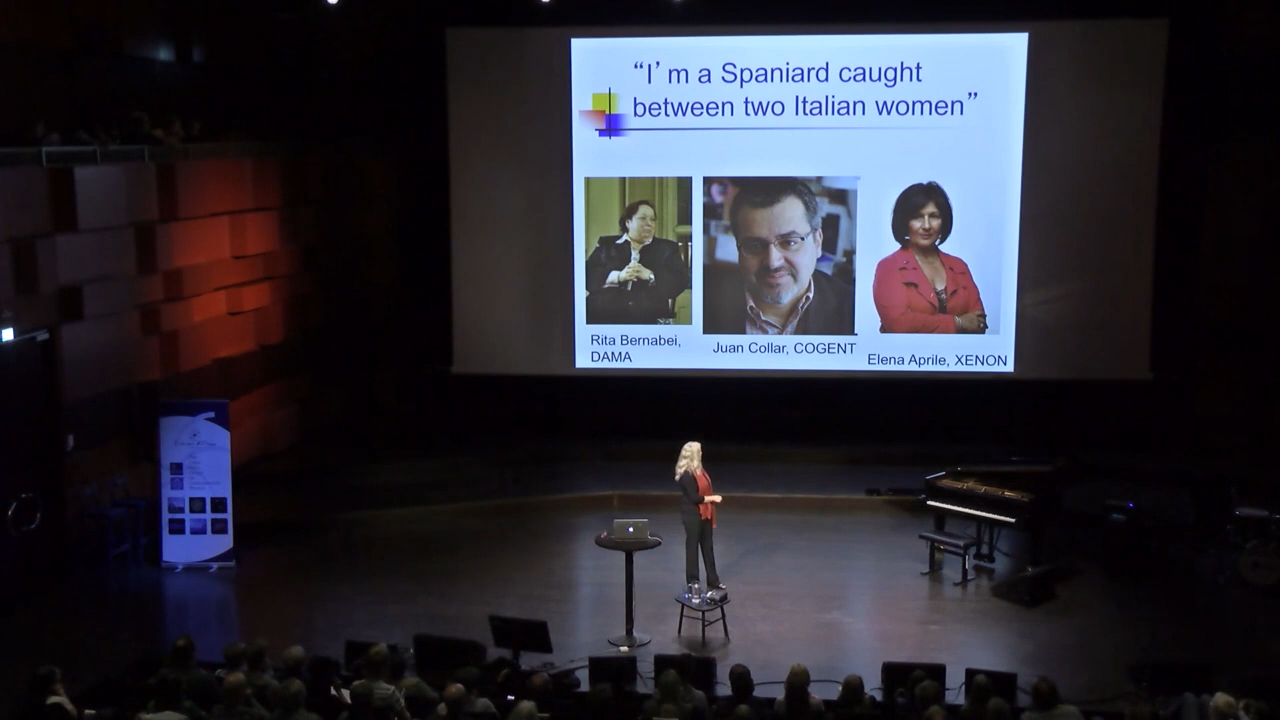 “I’m a Spaniard caught
between two Italian women”
Rita Bernabei,
DAMA
Juan Collar, COGENT
Elena Aprile, XENON